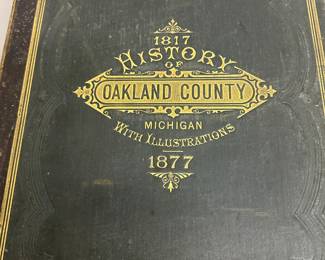 1817
HISTORY
OF
OAKLAND COUNTY
MICHIGAN
WITH ILLUSTRATIONS
1877